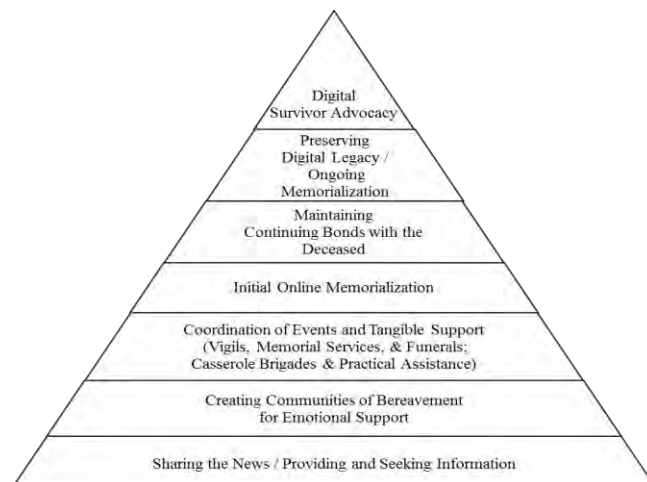 Digital
Survivor Advocacy
Preserving
Digital Legacy /
Ongoing
Memorialization
Maintaining
Continuing Bonds with the
Deceased
Initial Online Memorialization
Coordination of Events and Tangible Support
(Vigils, Memorial Services, & Funerals;
Casserole Brigades & Practical Assistance)
Creating Communities of Bereavement
for Emotional Support
Sharing the News / Providing and Seeking Information